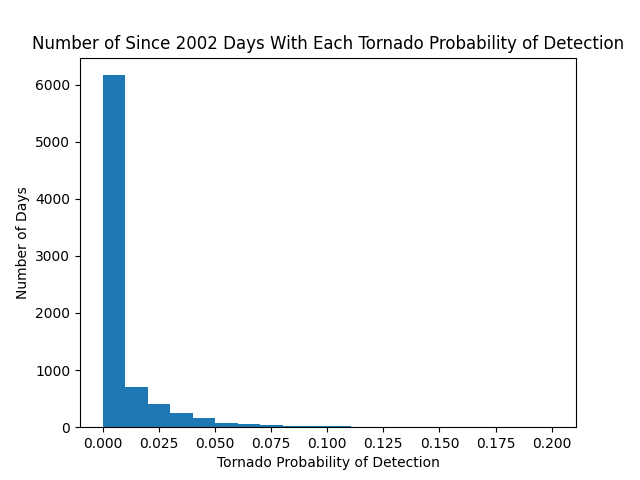 Number of Since 2002 Days With Each Tornado Probability of Detection
6000
5000
4000
3000
2000
1000
0
Number of Days
0.000 0.025 0.050 0.075 0.100 0.125 0.150 0.175 0.200
Tornado Probability of Detection